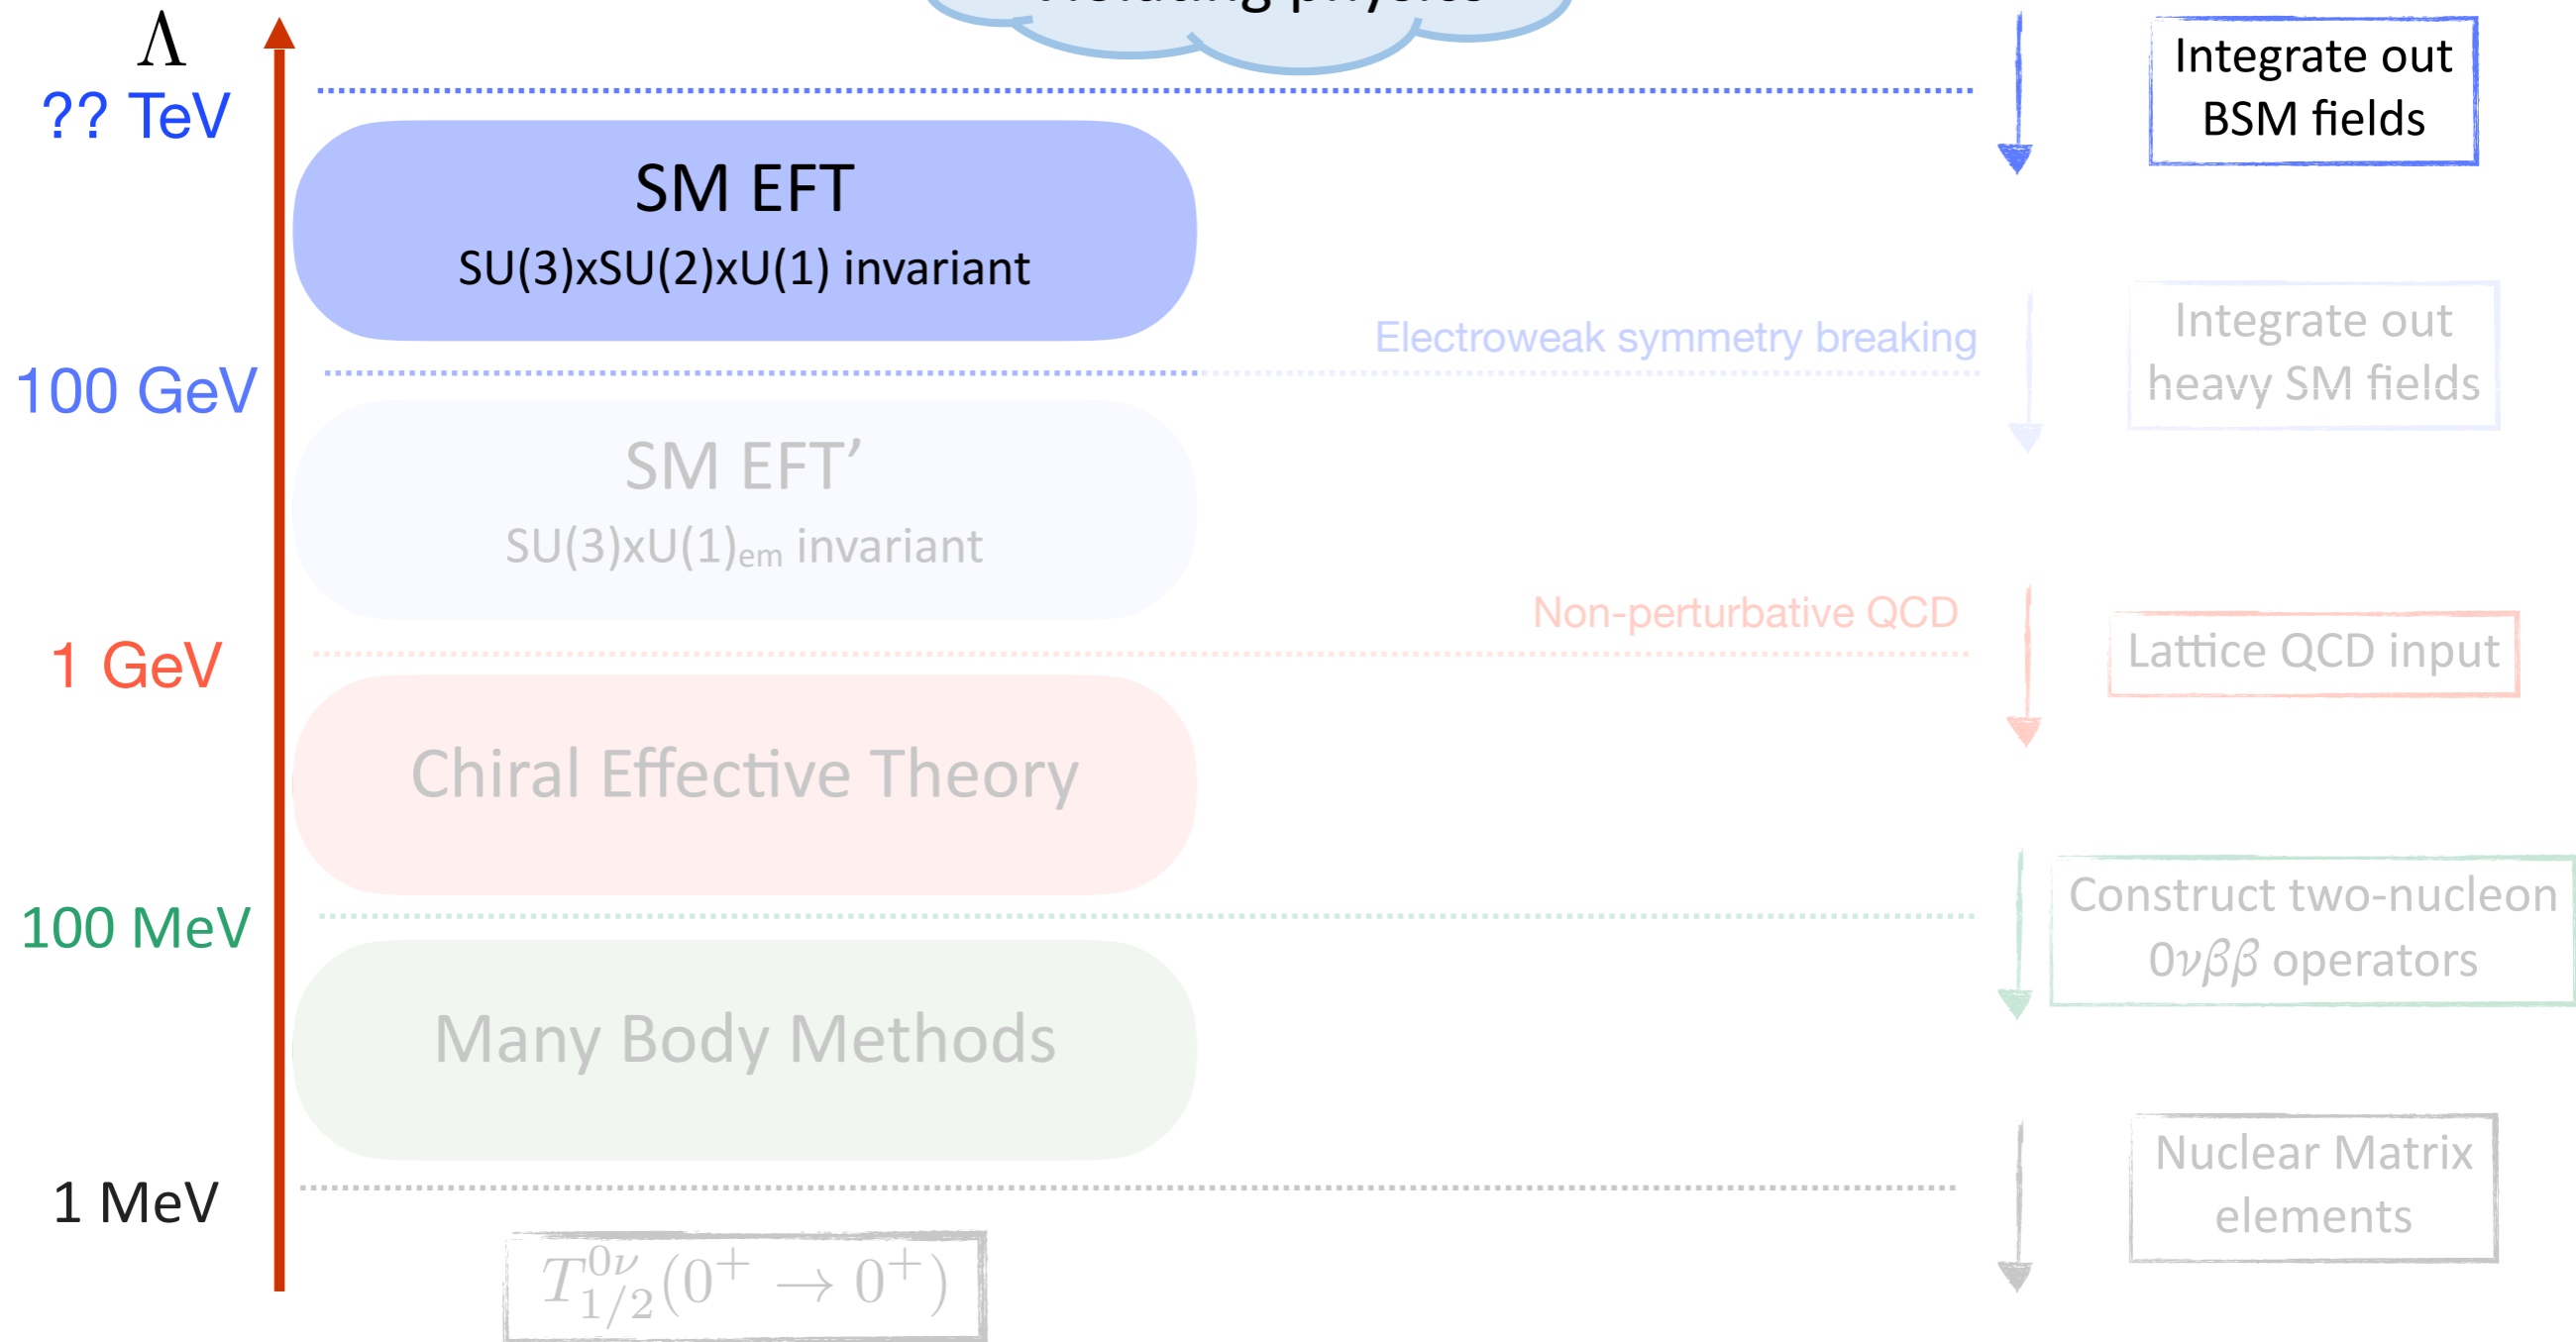 physics
Λ
?? TeV
Integrate out
BSM fields
SM EFT
SU(3)xSU(2)xU(1) invariant
Electroweak symmetry breaking
Integrate out
heavy SM fields
100 GeV
SM EFT’
SU(3)xU(1)em invariant
Non-perturbative QCD
1 GeV
Lattice QCD input
Chiral Effective Theory
100 MeV
Construct two-nucleon
0νββ operators
Many Body Methods
1 MeV
Nuclear Matrix
elements
T^{0ν}_{1/2}(0⁺ → 0⁺)